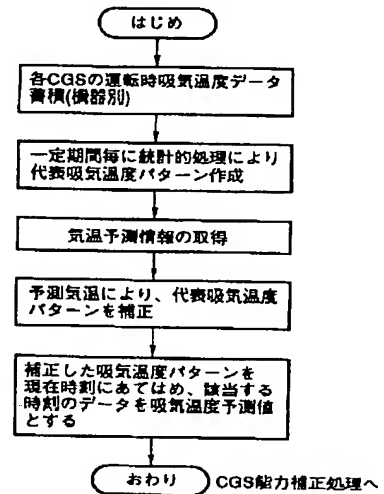 はじめ
各CGSの運転時吸気温度データ
蓄積(機器別)
一定期間毎に統計的処理により
代表吸気温度パターン作成
気温予測情報の取得
予測気温により、代表吸気温度
パターンを補正
補正した吸気温度パターンを
現在時刻にあてはめ、該当する
時刻のデータを吸気温度予測値
とする
おわり CGS能力補正処理へ